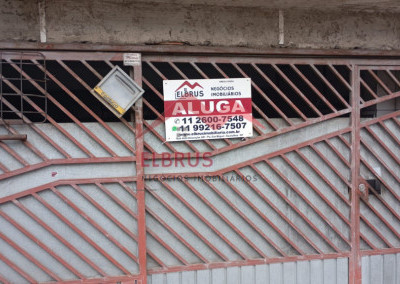 ELBRUS NEGÓCIOS IMOBILIÁRIOS
ALUGA
11 2600-7548
11 99216-7507
ELBRUS
NEGÓCIOS IMOBILIÁRIOS